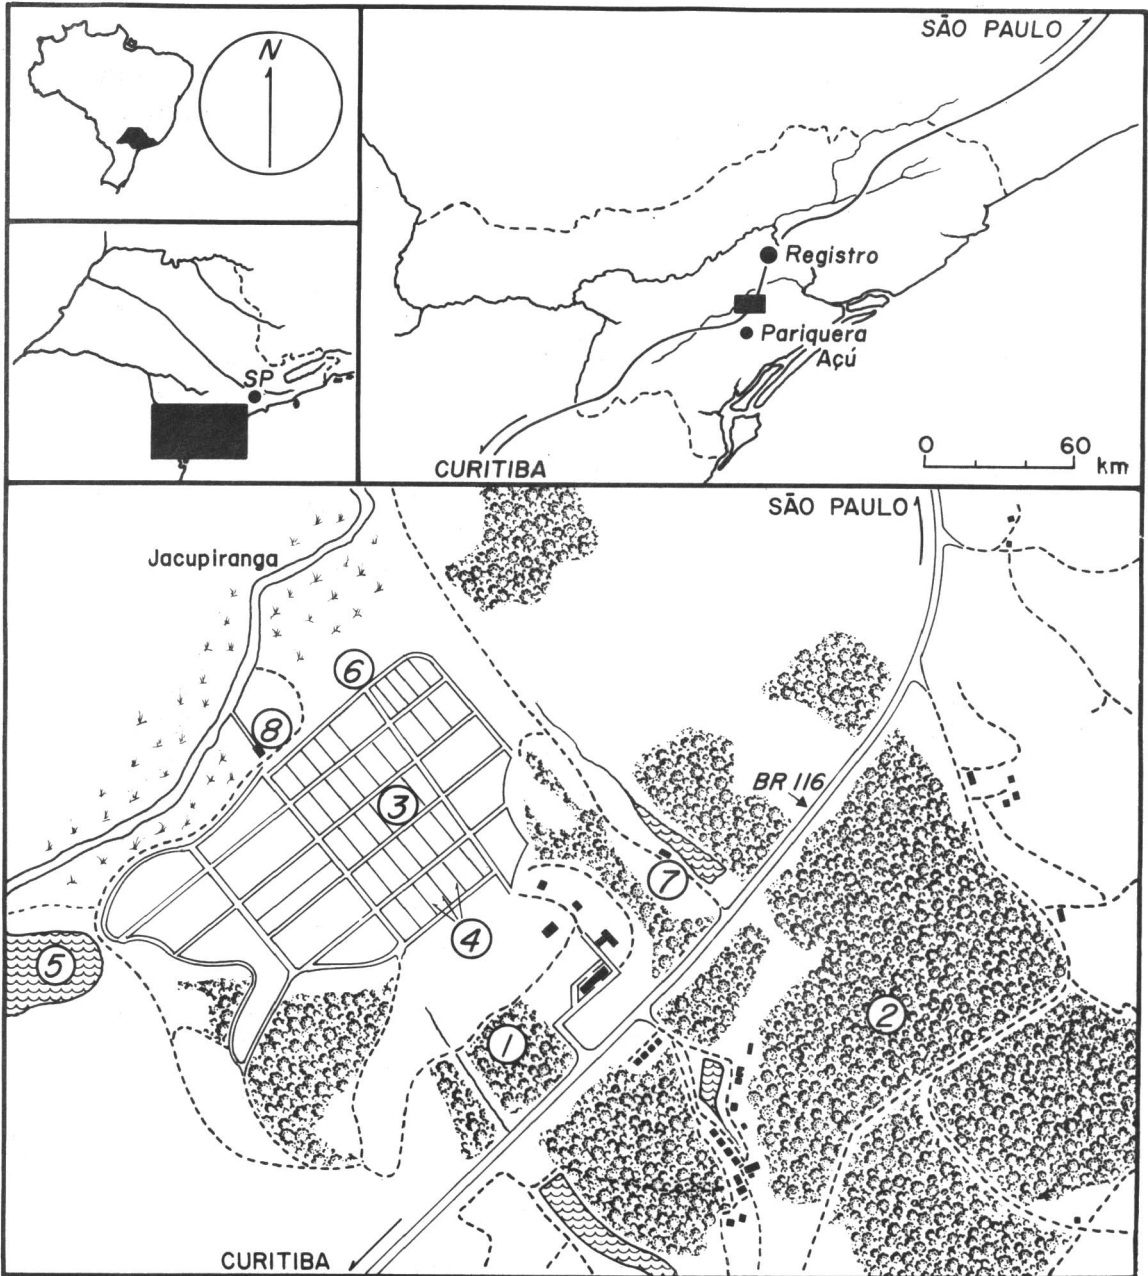 N
SÃO PAULO
Registro
Pariquera
Açú
SP
0 60
km
CURITIBA
SÃO PAULO
Jacupiranga
6
8
BR 116
3
7
4
5
2
1
CURITIBA